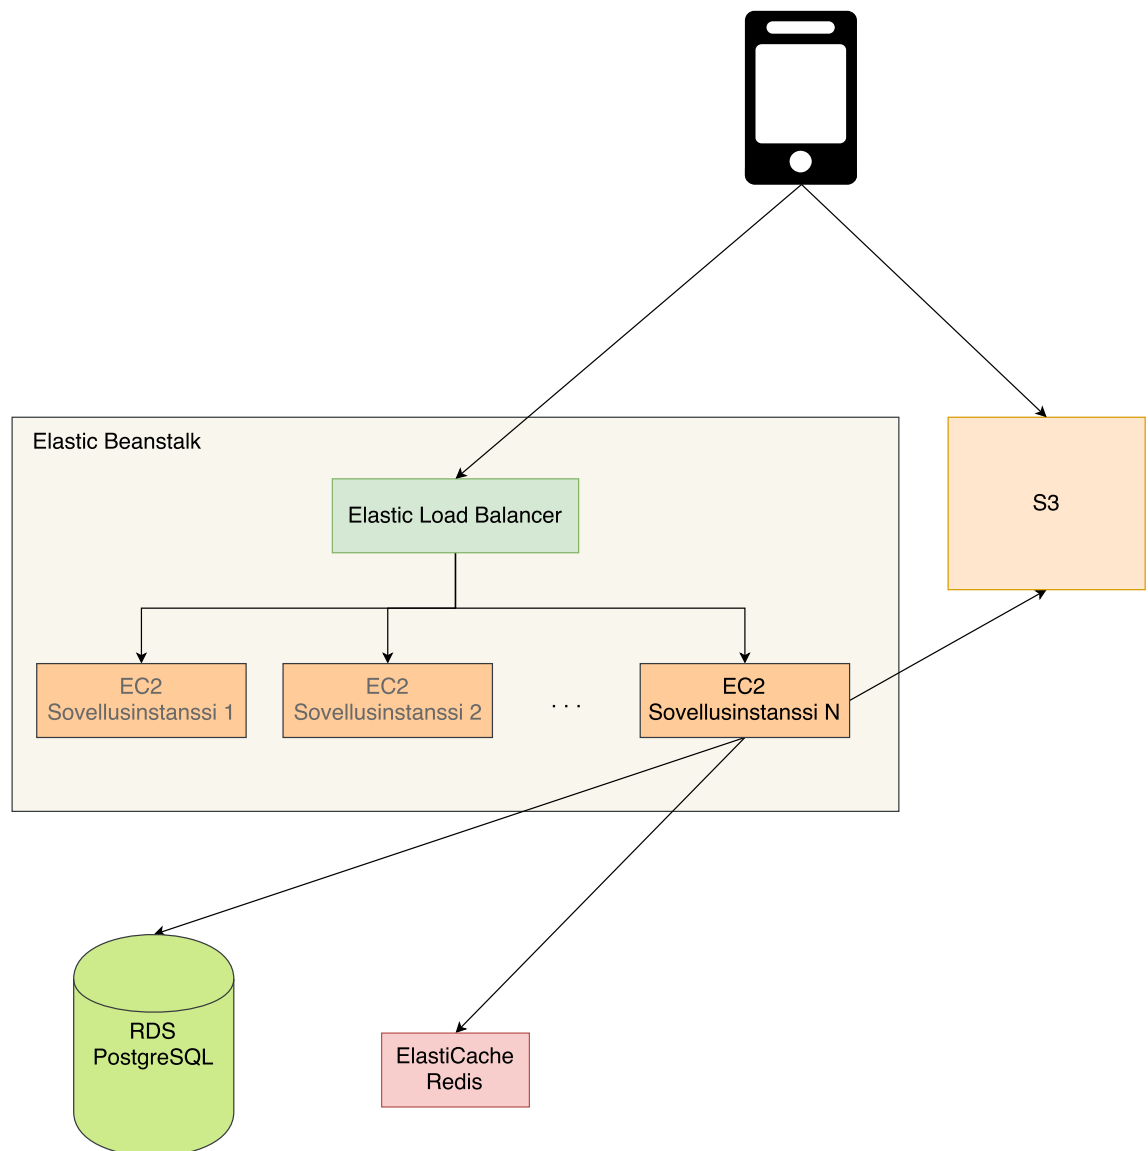 Elastic Beanstalk
Elastic Load Balancer
S3
EC2
Sovellusinstanssi 1
EC2
Sovellusinstanssi 2
. . .
EC2
Sovellusinstanssi N
RDS
PostgreSQL
ElastiCache
Redis